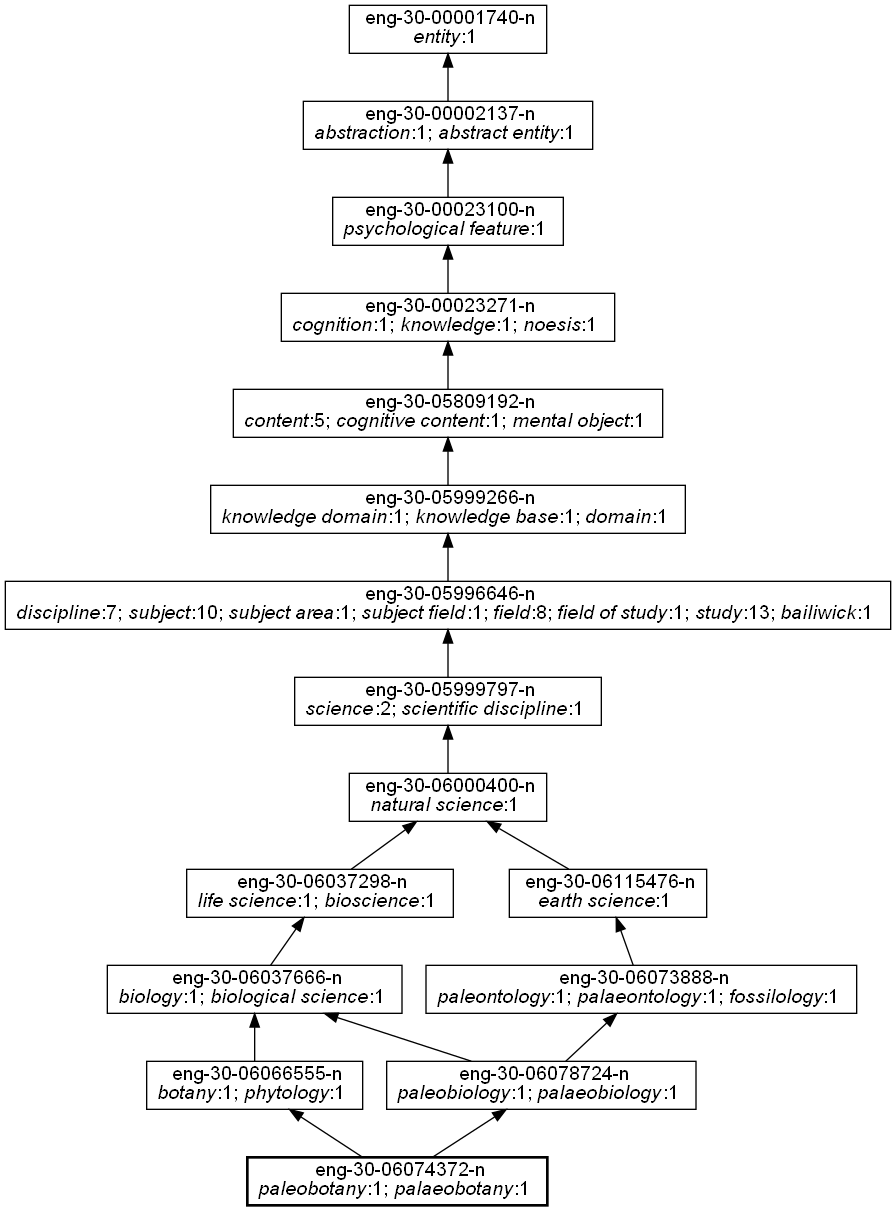 eng-30-00001740-n
entity:1
eng-30-00002137-n
abstraction:1; abstract entity:1
eng-30-00023100-n
psychological feature:1
eng-30-00023271-n
cognition:1; knowledge:1; noesis:1
eng-30-05809192-n
content:5; cognitive content:1; mental object:1
eng-30-05999266-n
knowledge domain:1; knowledge base:1; domain:1
eng-30-05996646-n
discipline:7; subject:10; subject area:1; subject field:1; field:8; field of study:1; study:13; bailiwick:1
eng-30-05999797-n
science:2; scientific discipline:1
eng-30-06000400-n
natural science:1
eng-30-06037298-n
life science:1; bioscience:1
eng-30-06115476-n
earth science:1
eng-30-06037666-n
biology:1; biological science:1
eng-30-06073888-n
paleontology:1; palaeontology:1; fossilology:1
eng-30-06066555-n
botany:1; phytology:1
eng-30-06078724-n
paleobiology:1; palaeobiology:1
eng-30-06074372-n
paleobotany:1; palaeobotany:1